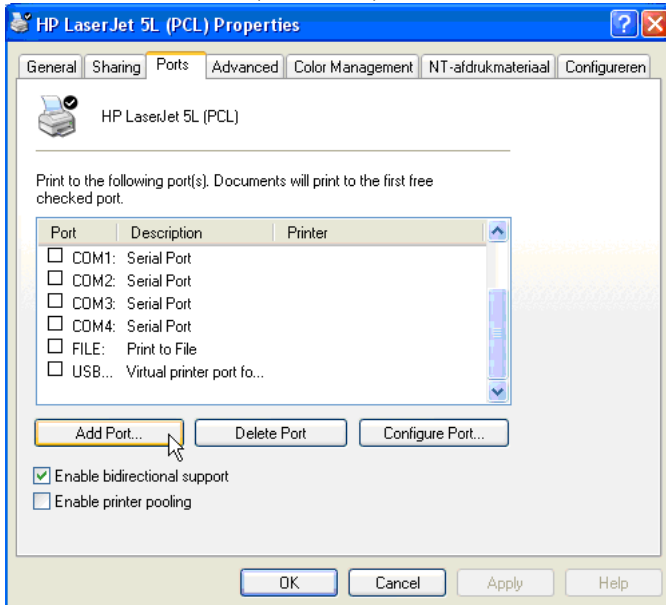 HP LaserJet 5L (PCL) Properties
General Sharing Ports Advanced Color Management NT-afdrukmateriaal Configureren
HP LaserJet 5L (PCL)
Print to the following port(s). Documents will print to the first free
checked port.
Port Description Printer
COM1: Serial Port
COM2: Serial Port
COM3: Serial Port
COM4: Serial Port
FILE: Print to File
USB... Virtual printer port fo...
Add Port... Delete Port Configure Port...
Enable bidirectional support
Enable printer pooling
OK Cancel Apply Help